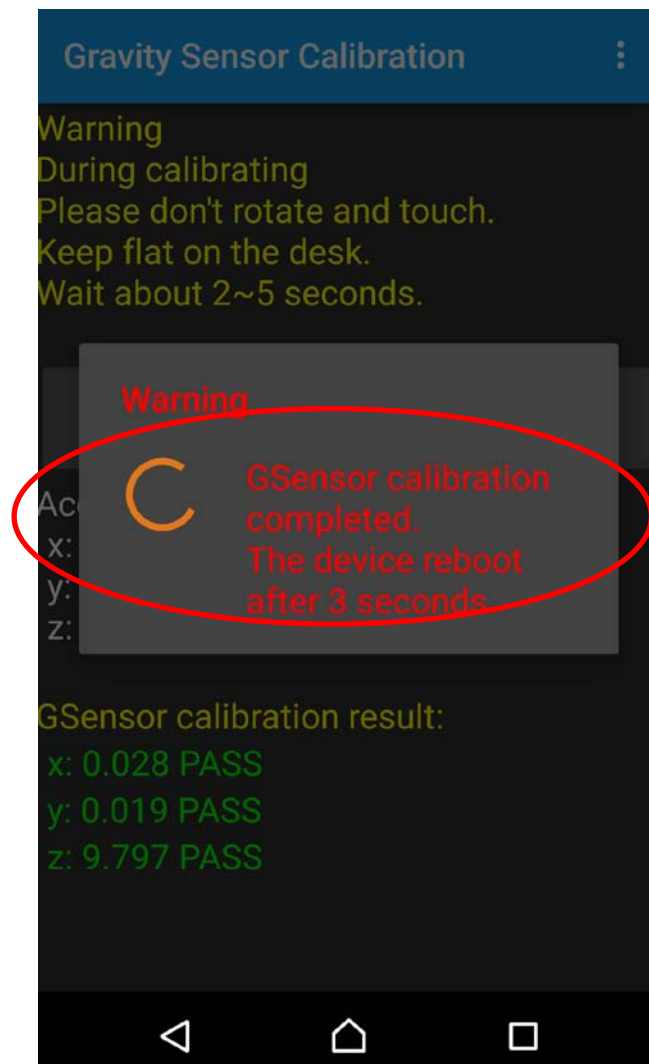 Gravity Sensor Calibration
Warning
During calibrating
Please don't rotate and touch.
Keep flat on the desk.
Wait about 2~5 seconds.
Warning
GSensor calibration
completed.
The device reboot
after 3 seconds
x:
y:
z:
GSensor calibration result:
x: 0.028 PASS
y: 0.019 PASS
z: 9.797 PASS